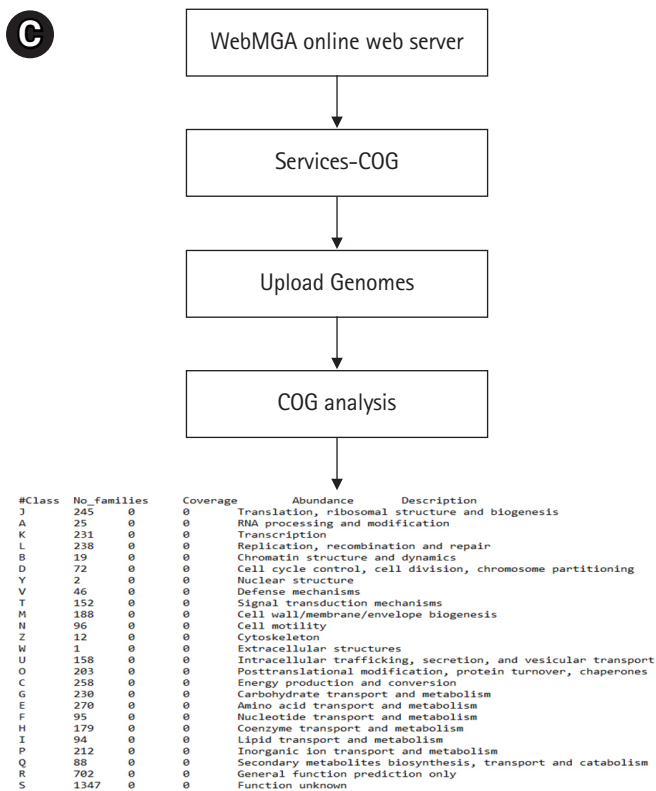 C
WebMGA online web server
Services-COG
Upload Genomes
COG analysis
#Class No_families Coverage Abundance Description
J 245 0 0 Translation, ribosomal structure and biogenesis
A 25 0 0 RNA processing and modification
K 231 0 0 Transcription
L 238 0 0 Replication, recombination and repair
B 19 0 0 Chromatin structure and dynamics
D 72 0 0 Cell cycle control, cell division, chromosome partitioning
Y 2 0 0 Nuclear structure
V 46 0 0 Defense mechanisms
T 152 0 0 Signal transduction mechanisms
M 188 0 0 Cell wall/membrane/envelope biogenesis
N 96 0 0 Cell motility
Z 12 0 0 Cytoskeleton
W 1 0 0 Extracellular structures
U 158 0 0 Intracellular trafficking, secretion, and vesicular transport
O 203 0 0 Posttranslational modification, protein turnover, chaperones
C 258 0 0 Energy production and conversion
G 230 0 0 Carbohydrate transport and metabolism
E 270 0 0 Amino acid transport and metabolism
F 95 0 0 Nucleotide transport and metabolism
H 179 0 0 Coenzyme transport and metabolism
I 94 0 0 Lipid transport and metabolism
P 212 0 0 Inorganic ion transport and metabolism
Q 88 0 0 Secondary metabolites biosynthesis, transport and catabolism
R 702 0 0 General function prediction only
S 1347 0 0 Function unknown